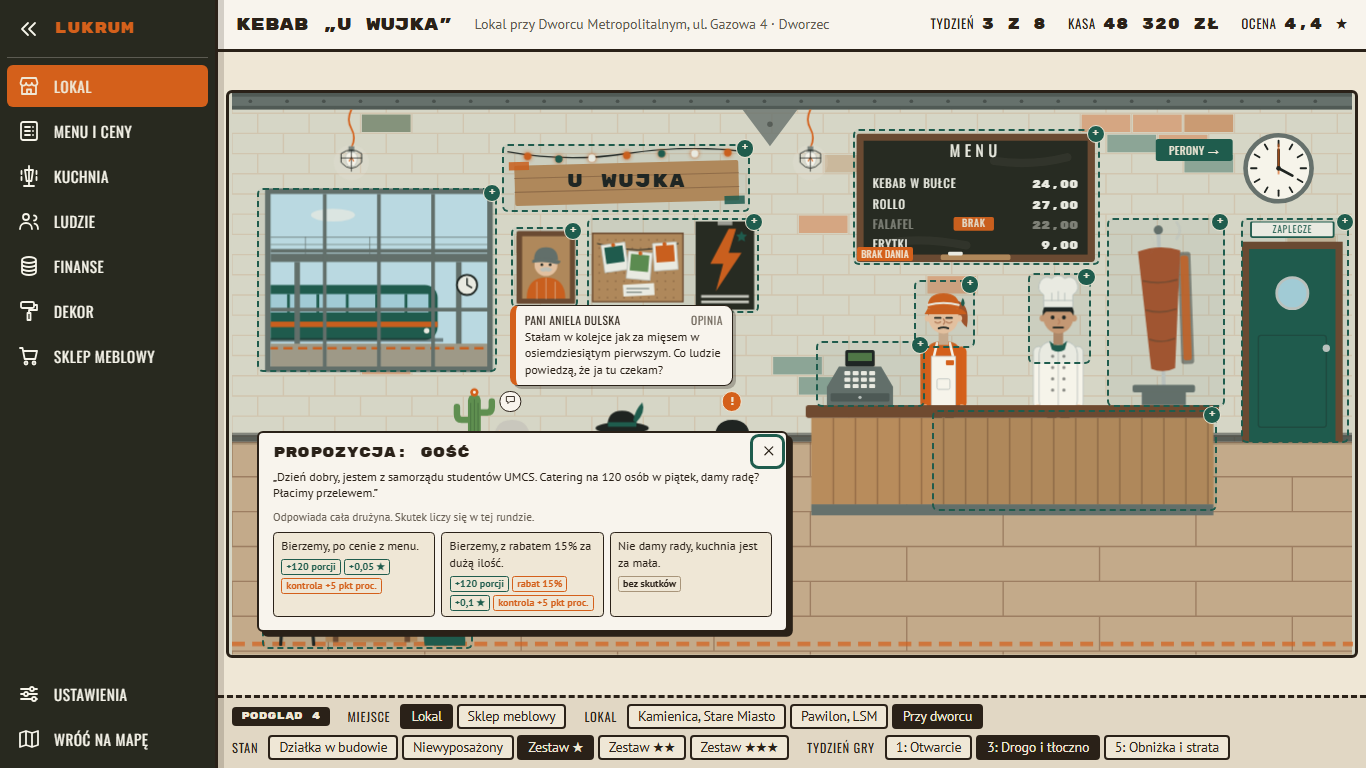 LUKRUM
LOKAL
MENU I CENY
KUCHNIA
LUDZIE
FINANSE
DEKOR
SKLEP MEBLOWY
USTAWIENIA
WRÓĆ NA MAPĘ
KEBAB „U WUJKA” Lokal przy Dworcu Metropolitalnym, ul. Gazowa 4 · Dworzec TYDZIEŃ 3 Z 8 KASA 48 320 ZŁ OCENA 4,4 ★
U WUJKA
MENU
KEBAB W BUŁCE 24,00
ROLLO 27,00
FALAFEL BRAK 22,00
FRYTKI 9,00
BRAK DANIA
PERONY →
ZAPLECZE
PANI ANIELA DULSKA OPINIA
Stałam w kolejce jak za mięsem w
osiemdziesiątym pierwszym. Co ludzie
powiedzą, że ja tu czekam?
!
PROPOZYCJA: GOŚĆ
„Dzień dobry, jestem z samorządu studentów UMCS. Catering na 120 osób w piątek, damy radę?
Płacimy przelewem.”
Odpowiada cała drużyna. Skutek liczy się w tej rundzie.
Bierzemy, po cenie z menu.
+120 porcji +0,05 ★
kontrola +5 pkt proc.
Bierzemy, z rabatem 15% za
dużą ilość.
+120 porcji rabat 15%
+0,1 ★ kontrola +5 pkt proc.
Nie damy rady, kuchnia jest
za mała.
bez skutków
PODGLĄD 4 MIEJSCE Lokal Sklep meblowy LOKAL Kamienica, Stare Miasto Pawilon, LSM Przy dworcu
STAN Działka w budowie Niewyposażony Zestaw ★ Zestaw ★★ Zestaw ★★★ TYDZIEŃ GRY 1: Otwarcie 3: Drogo i tłoczno 5: Obniżka i strata